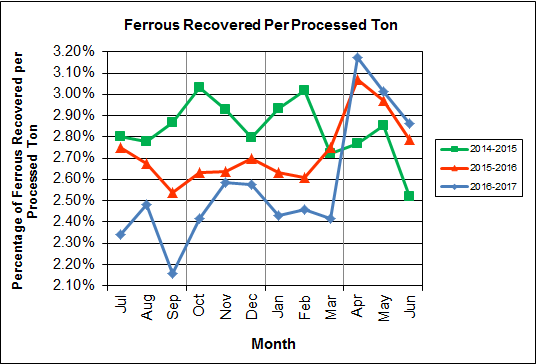 Ferrous Recovered Per Processed Ton
Percentage of Ferrous Recovered per
Processed Ton
3.20%
3.10%
3.00%
2.90%
2.80%
2.70%
2.60%
2.50%
2.40%
2.30%
2.20%
2.10%
Jul
Aug
Sep
Oct
Nov
Dec
Jan
Feb
Mar
Apr
May
Jun
Month
2014-2015
2015-2016
2016-2017